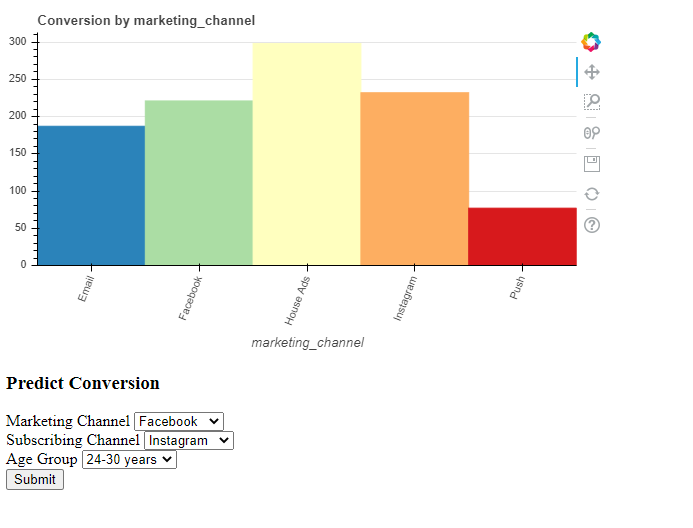 Conversion by marketing_channel
300
250
200
150
100
50
0
Email
Facebook
House Ads
Instagram
Push
marketing_channel
Predict Conversion
Marketing Channel Facebook
Subscribing Channel Instagram
Age Group 24-30 years
Submit